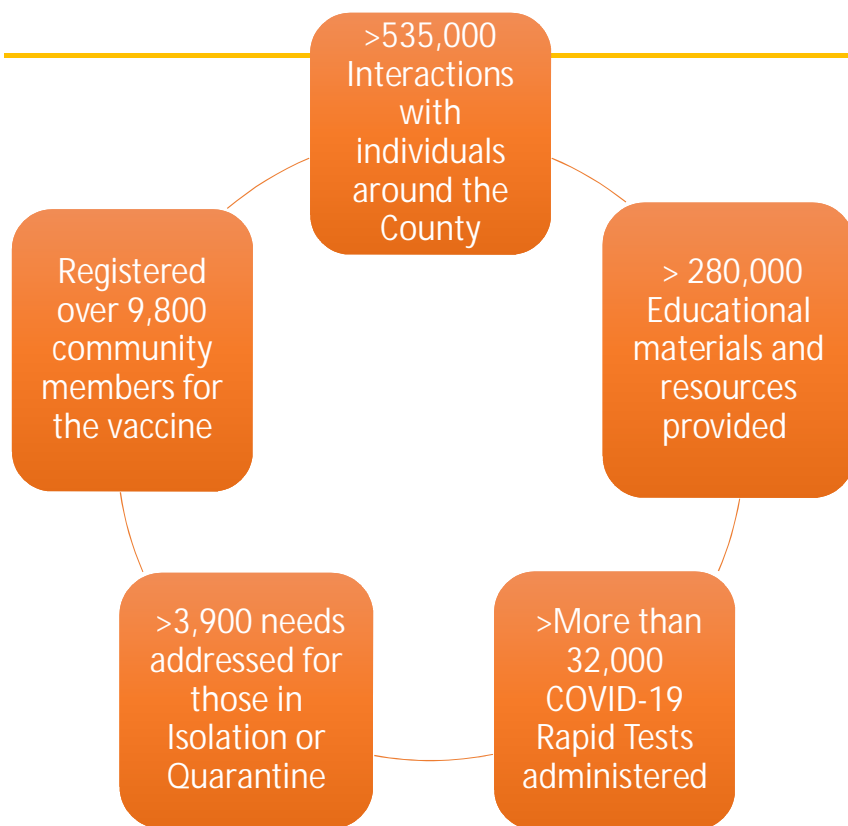 >535,000
Interactions
with
individuals
around the
County
> 280,000
Educational
materials and
resources
provided
>More than
32,000
COVID-19
Rapid Tests
administered
>3,900 needs
addressed for
those in
Isolation or
Quarantine
Registered
over 9,800
community
members for
the vaccine